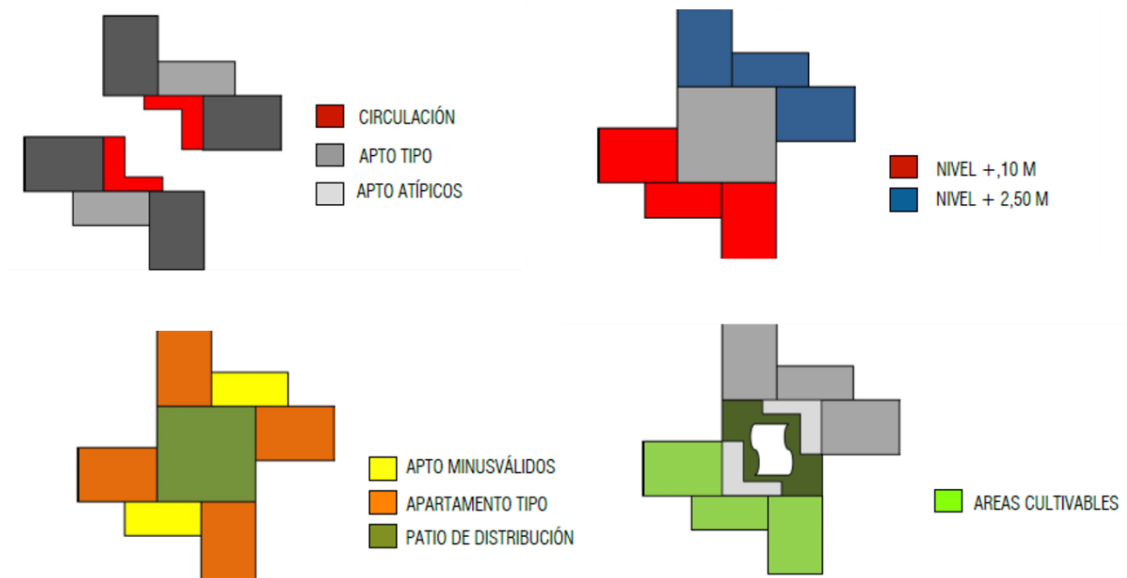 CIRCULACIÓN
APTO TIPO
APTO ATÍPICOS
NIVEL +,10 M
NIVEL + 2,50 M
APTO MINUSVÁLIDOS
APARTAMENTO TIPO
PATIO DE DISTRIBUCIÓN
AREAS CULTIVABLES